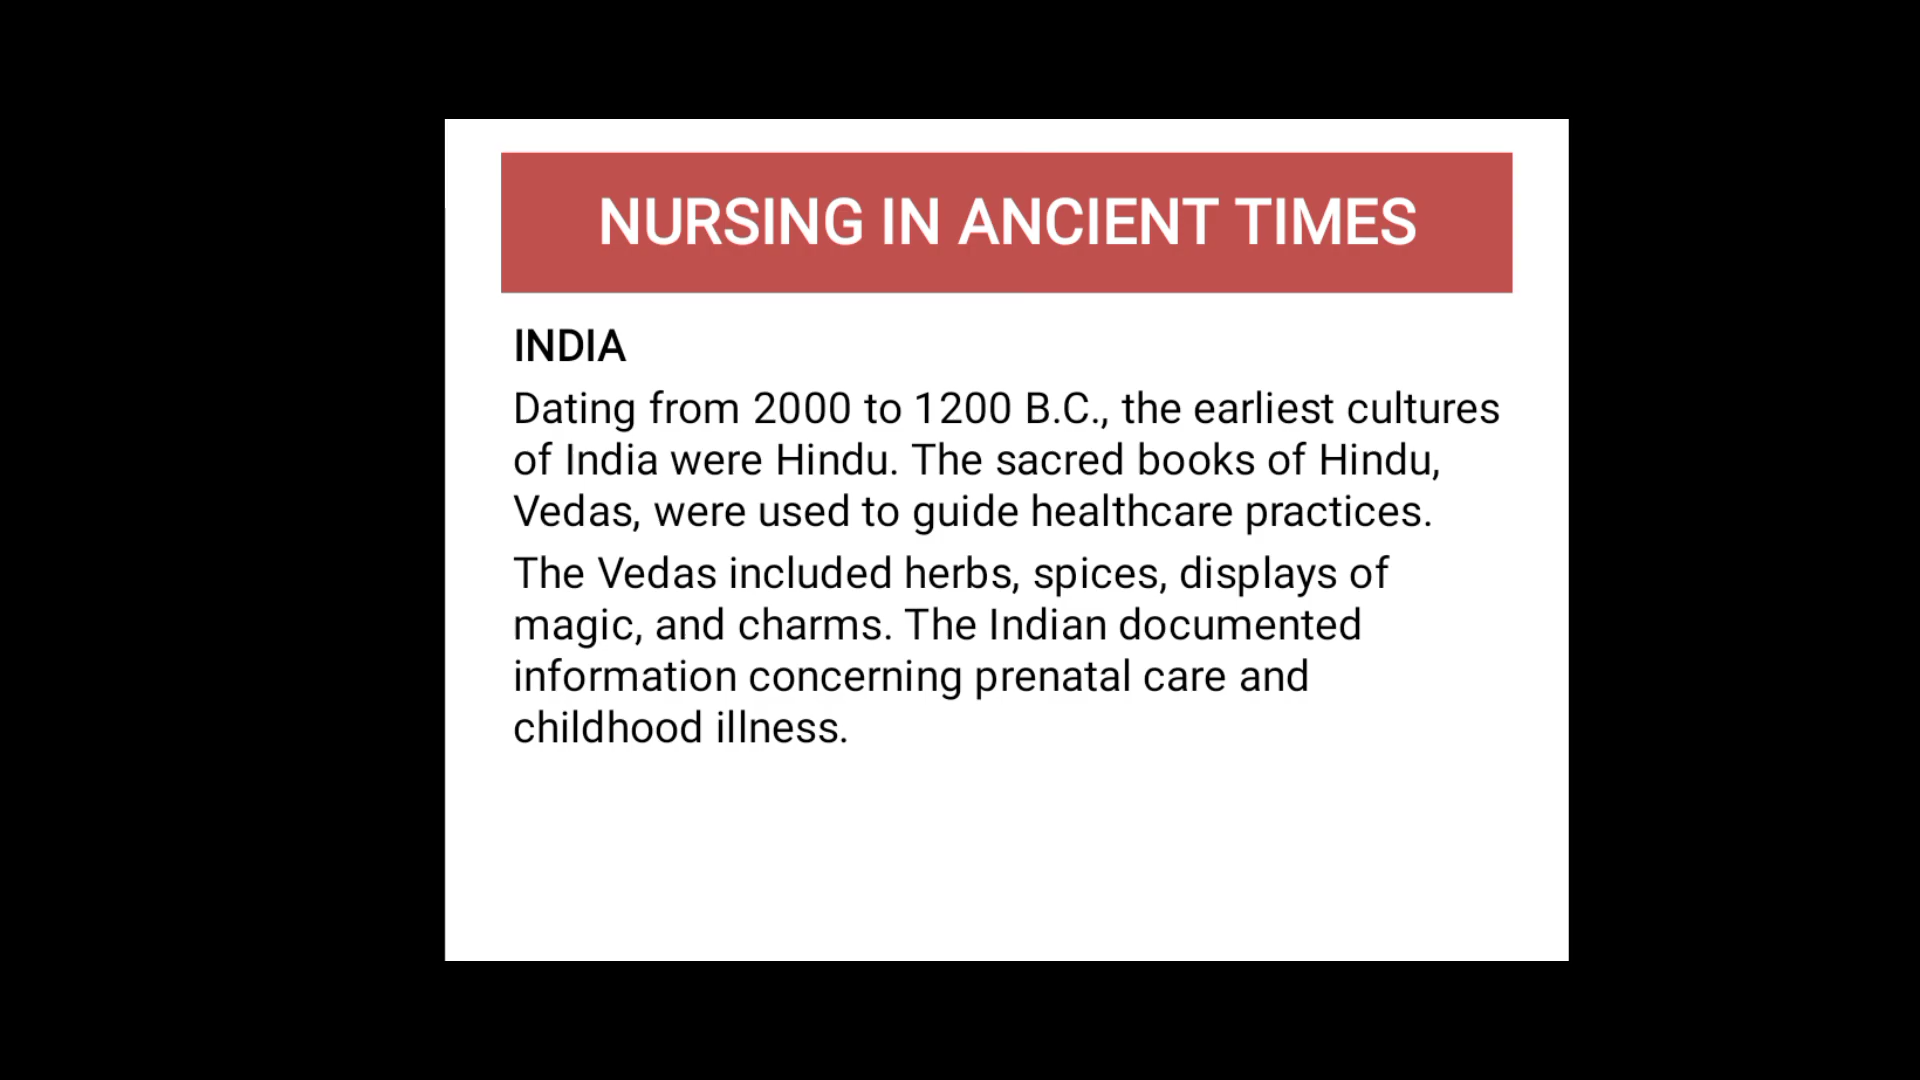 NURSING IN ANCIENT TIMES
INDIA
Dating from 2000 to 1200 B.C., the earliest cultures
of India were Hindu. The sacred books of Hindu,
Vedas, were used to guide healthcare practices.
The Vedas included herbs, spices, displays of
magic, and charms. The Indian documented
information concerning prenatal care and
childhood illness.